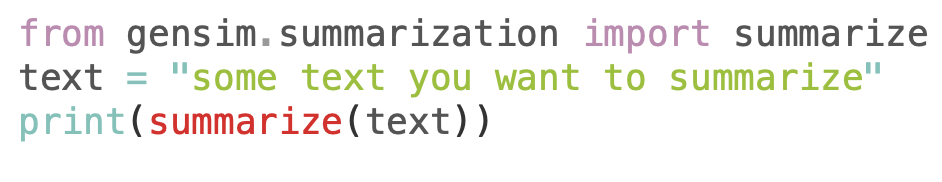 from gensim.summarization import summarize
text = "some text you want to summarize"
print(summarize(text))